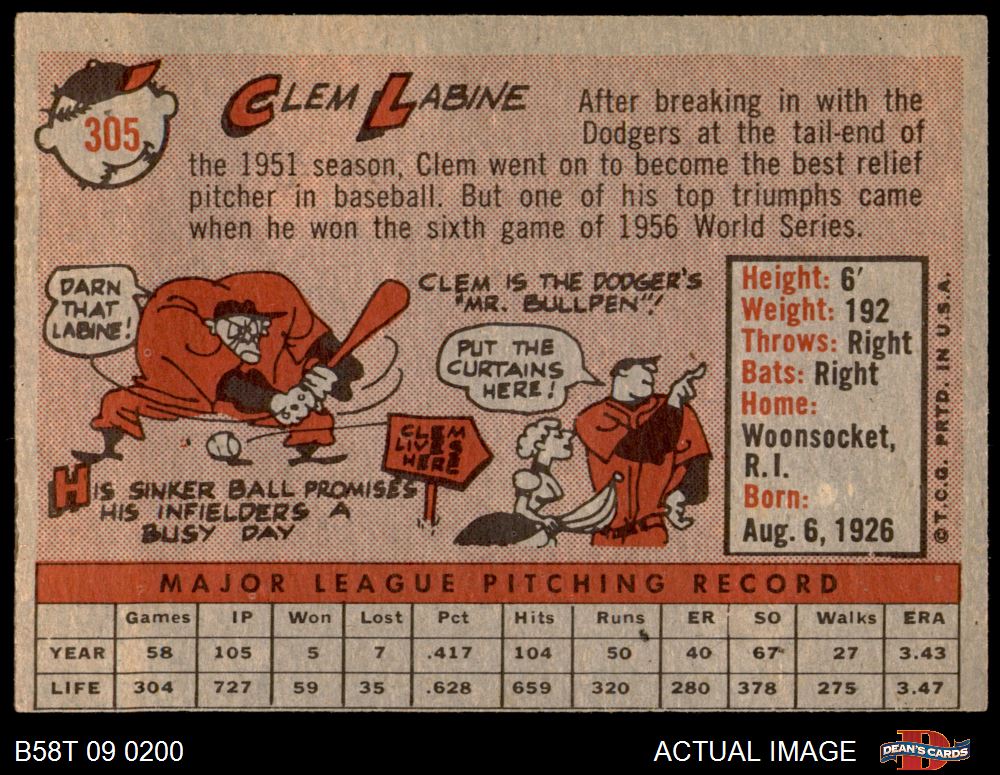 305
CLEM LABINE
After breaking in with the
Dodgers at the tail-end of
the 1951 season, Clem went on to become the best relief
pitcher in baseball. But one of his top triumphs came
when he won the sixth game of 1956 World Series.
DARN
THAT
LABINE!
CLEM IS THE DODGER'S
"MR. BULLPEN"!
PUT THE
CURTAINS
HERE!
CLEM
LIVES
HERE
HIS SINKER BALL PROMISES
HIS INFIELDERS A
BUSY DAY
Height: 6'
Weight: 192
Throws: Right
Bats: Right
Home:
Woonsocket,
R.I.
Born:
Aug. 6, 1926
© T.C.G. PRTD. IN U.S.A.
MAJOR LEAGUE PITCHING RECORD
Games IP Won Lost Pct Hits Runs ER SO Walks ERA
YEAR 58 105 5 7 .417 104 50 40 67 27 3.43
LIFE 304 727 59 35 .628 659 320 280 378 275 3.47
B58T 09 0200
ACTUAL IMAGE
D
DEAN'S CARDS